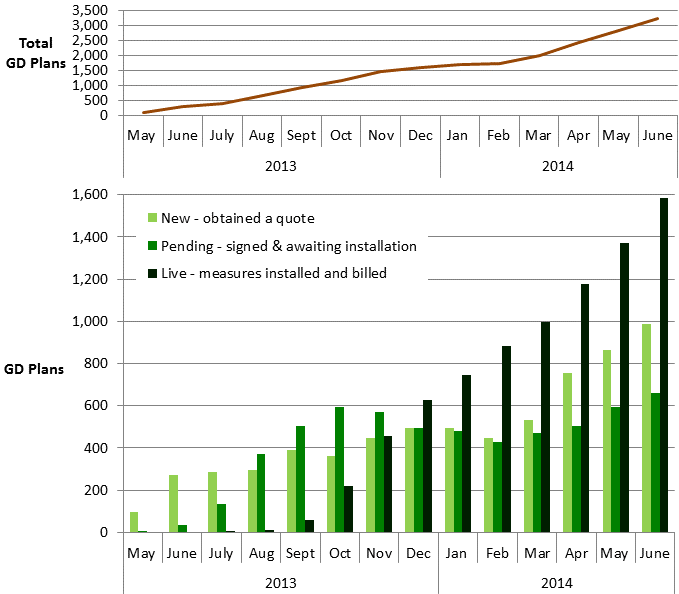 3,500
3,000
2,500
2,000
1,500
1,000
500
0
Total
GD Plans
May June July Aug Sept Oct Nov Dec Jan Feb Mar Apr May June
2013 2014
1,600
1,400
1,200
1,000
800
600
400
200
0
GD Plans
New - obtained a quote
Pending - signed & awaiting installation
Live - measures installed and billed
May June July Aug Sept Oct Nov Dec Jan Feb Mar Apr May June
2013 2014